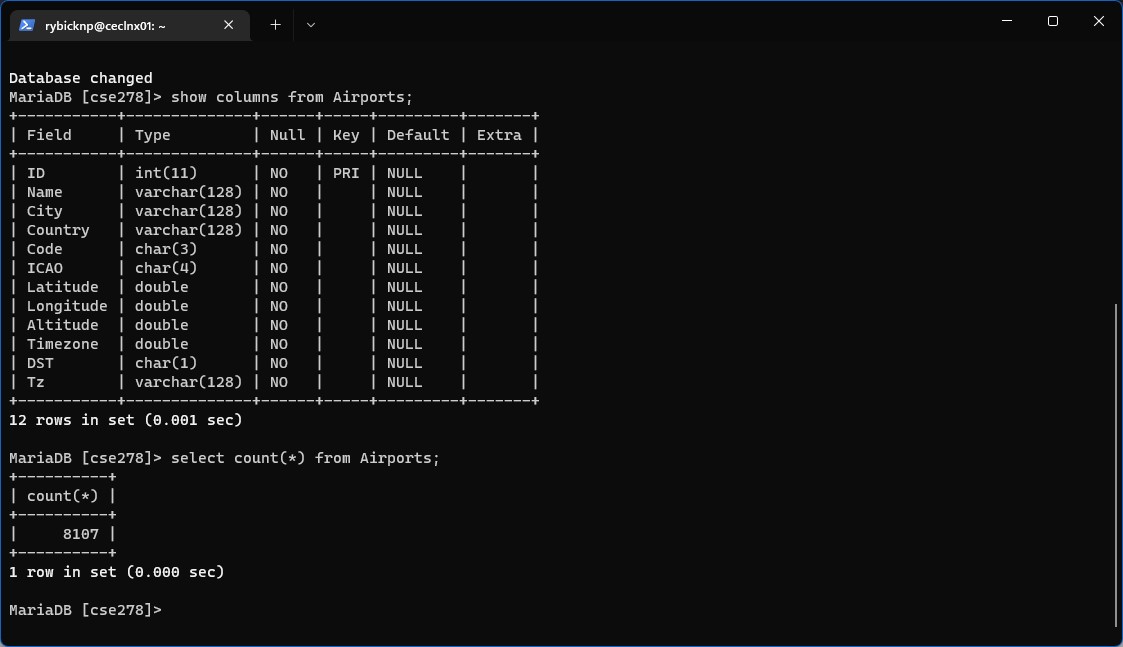 rybicknp@ceclnx01: ~
Database changed
MariaDB [cse278]> show columns from Airports;
+-----------+--------------+------+-----+---------+-------+
| Field     | Type         | Null | Key | Default | Extra |
+-----------+--------------+------+-----+---------+-------+
| ID        | int(11)      | NO   | PRI | NULL    |       |
| Name      | varchar(128) | NO   |     | NULL    |       |
| City      | varchar(128) | NO   |     | NULL    |       |
| Country   | varchar(128) | NO   |     | NULL    |       |
| Code      | char(3)      | NO   |     | NULL    |       |
| ICAO      | char(4)      | NO   |     | NULL    |       |
| Latitude  | double       | NO   |     | NULL    |       |
| Longitude | double       | NO   |     | NULL    |       |
| Altitude  | double       | NO   |     | NULL    |       |
| Timezone  | double       | NO   |     | NULL    |       |
| DST       | char(1)      | NO   |     | NULL    |       |
| Tz        | varchar(128) | NO   |     | NULL    |       |
+-----------+--------------+------+-----+---------+-------+
12 rows in set (0.001 sec)
MariaDB [cse278]> select count(*) from Airports;
+----------+
| count(*) |
+----------+
|     8107 |
+----------+
1 row in set (0.000 sec)
MariaDB [cse278]>